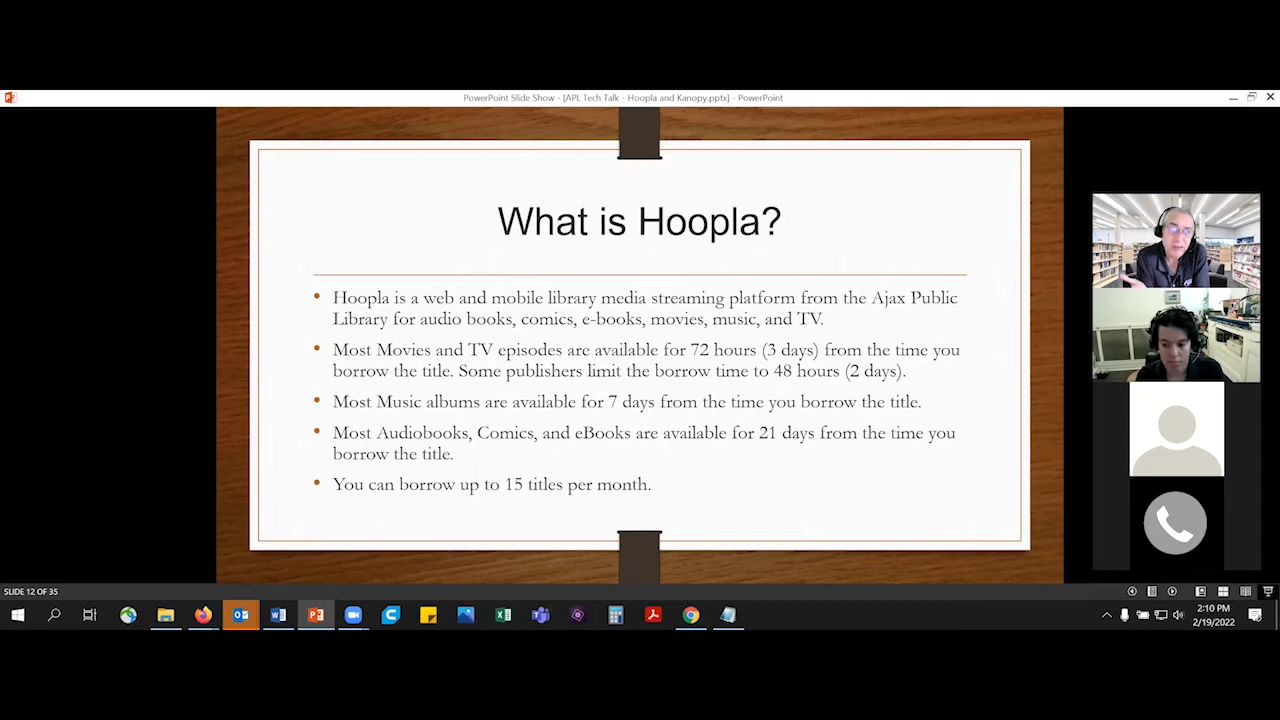 PowerPoint Slide Show - [APL Tech Talk - Hoopla and Kanopy.pptx] - PowerPoint
What is Hoopla?
• Hoopla is a web and mobile library media streaming platform from the Ajax Public
Library for audio books, comics, e-books, movies, music, and TV.
• Most Movies and TV episodes are available for 72 hours (3 days) from the time you
borrow the title. Some publishers limit the borrow time to 48 hours (2 days).
• Most Music albums are available for 7 days from the time you borrow the title.
• Most Audiobooks, Comics, and eBooks are available for 21 days from the time you
borrow the title.
• You can borrow up to 15 titles per month.
SLIDE 12 OF 35
2:10 PM
2/19/2022